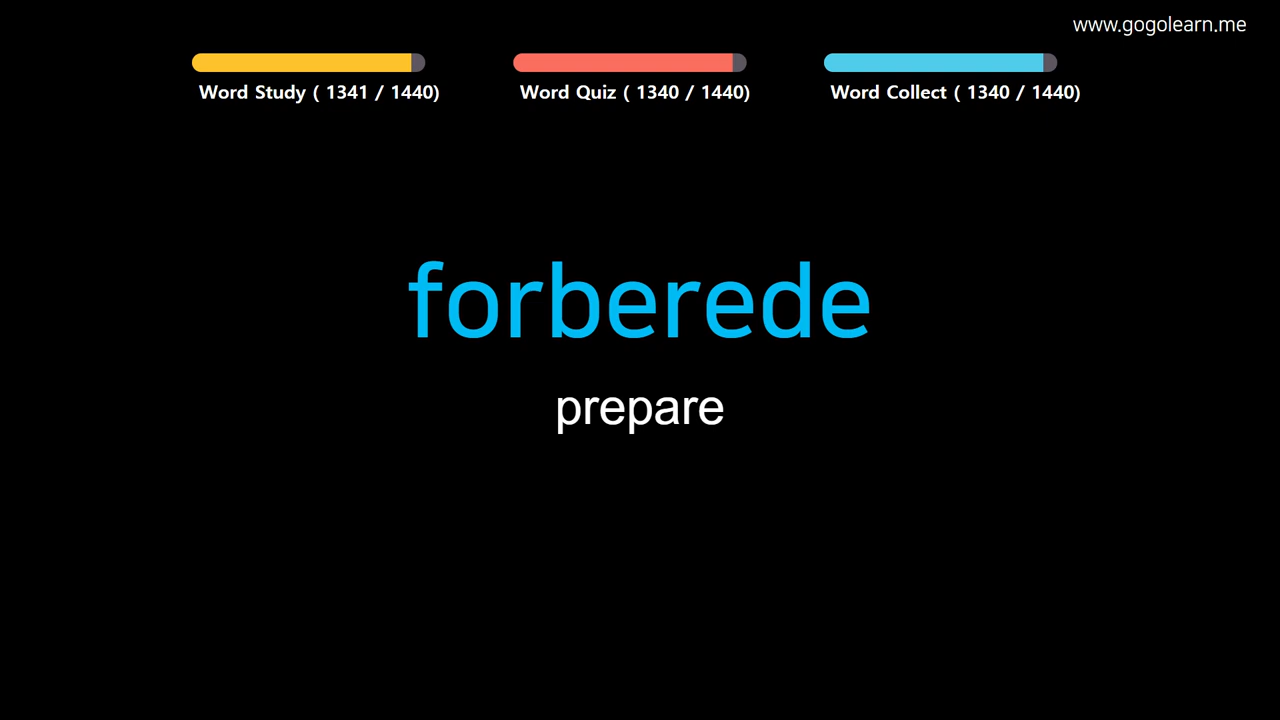 www.gogolearn.me
Word Study ( 1341 / 1440)
Word Quiz ( 1340 / 1440)
Word Collect ( 1340 / 1440)
forberede
prepare